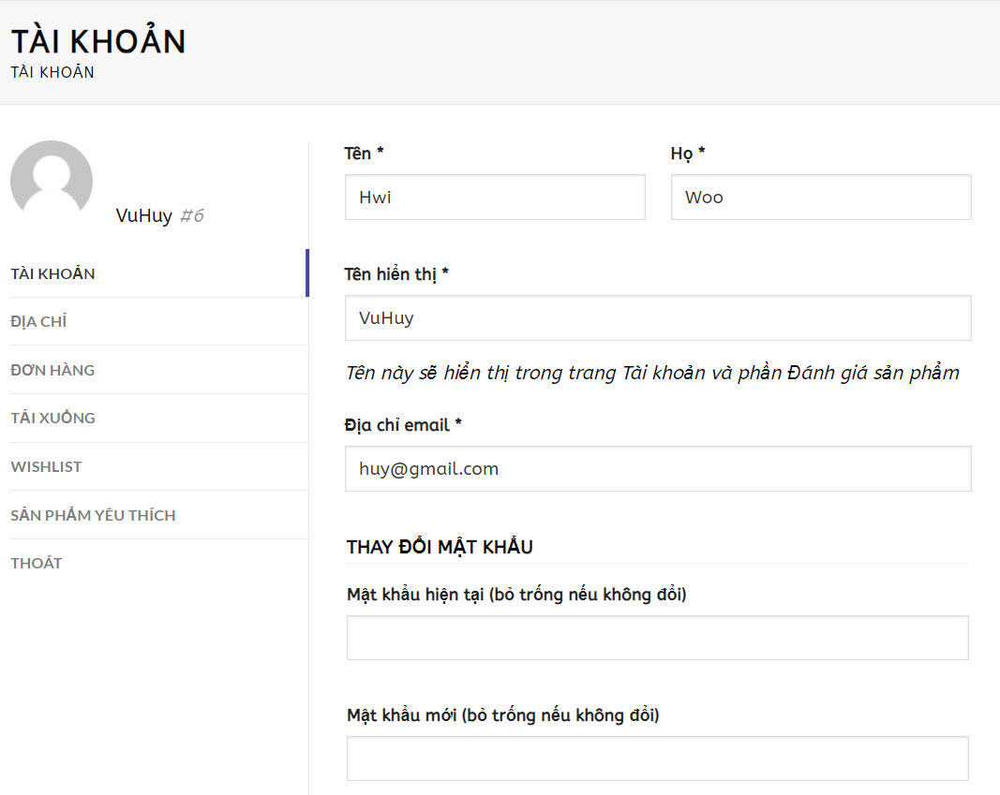 TÀI KHOẢN
TÀI KHOẢN
VuHuy #6
TÀI KHOẢN
ĐỊA CHỈ
ĐƠN HÀNG
TẢI XUỐNG
WISHLIST
SẢN PHẨM YÊU THÍCH
THOÁT
Tên * Họ *
Hwi Woo
Tên hiển thị *
VuHuy
Tên này sẽ hiển thị trong trang Tài khoản và phần Đánh giá sản phẩm
Địa chỉ email *
huy@gmail.com
THAY ĐỔI MẬT KHẨU
Mật khẩu hiện tại (bỏ trống nếu không đổi)
Mật khẩu mới (bỏ trống nếu không đổi)